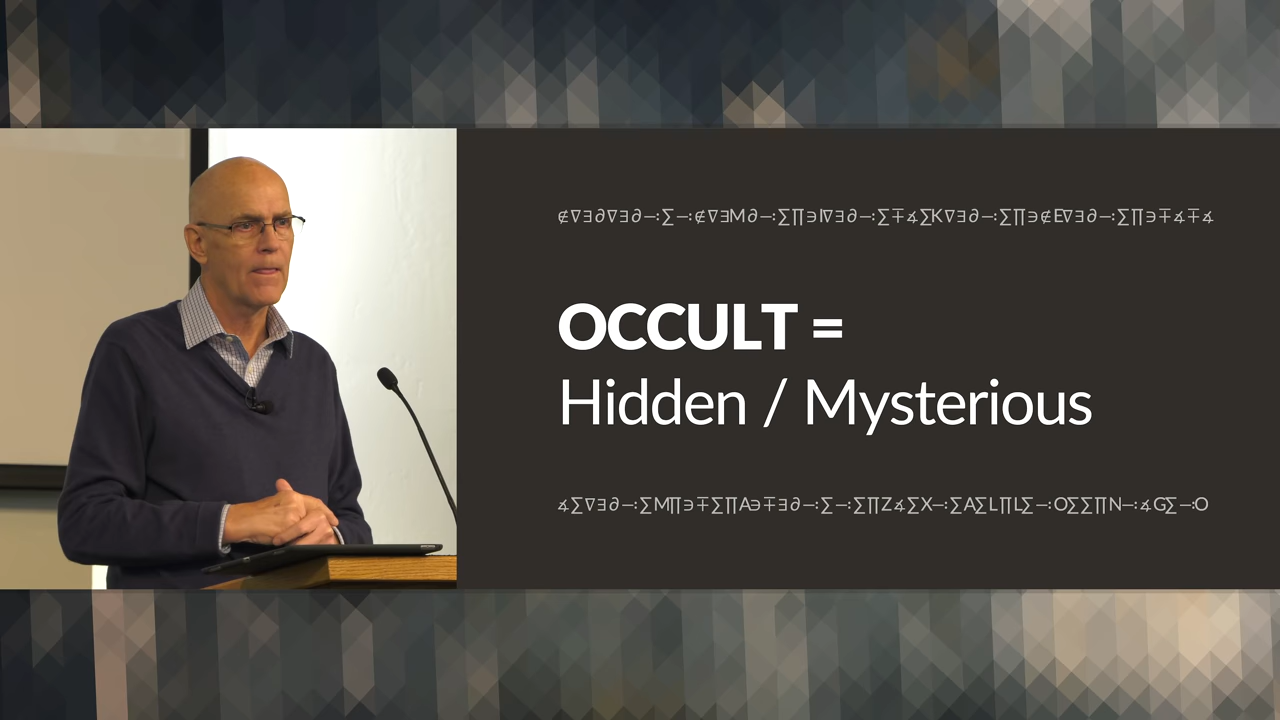 ∉∇∃∂∇∃∂—:∑—:∉∇∃M∂—:∑∏∋I∇∃∂—:∑∓∡∑K∇∃∂—:∑∏∋∉E∇∃∂—:∑∏∋∓∡∓∡
OCCULT =
Hidden / Mysterious
∡∑∇∃∂—:∑M∏∋∓∑∏A∋∓∃∂—:∑—:∑∏Z∡∑X—:∑A∑L∏L∑—:O∑∑∏N—:∡G∑—:O